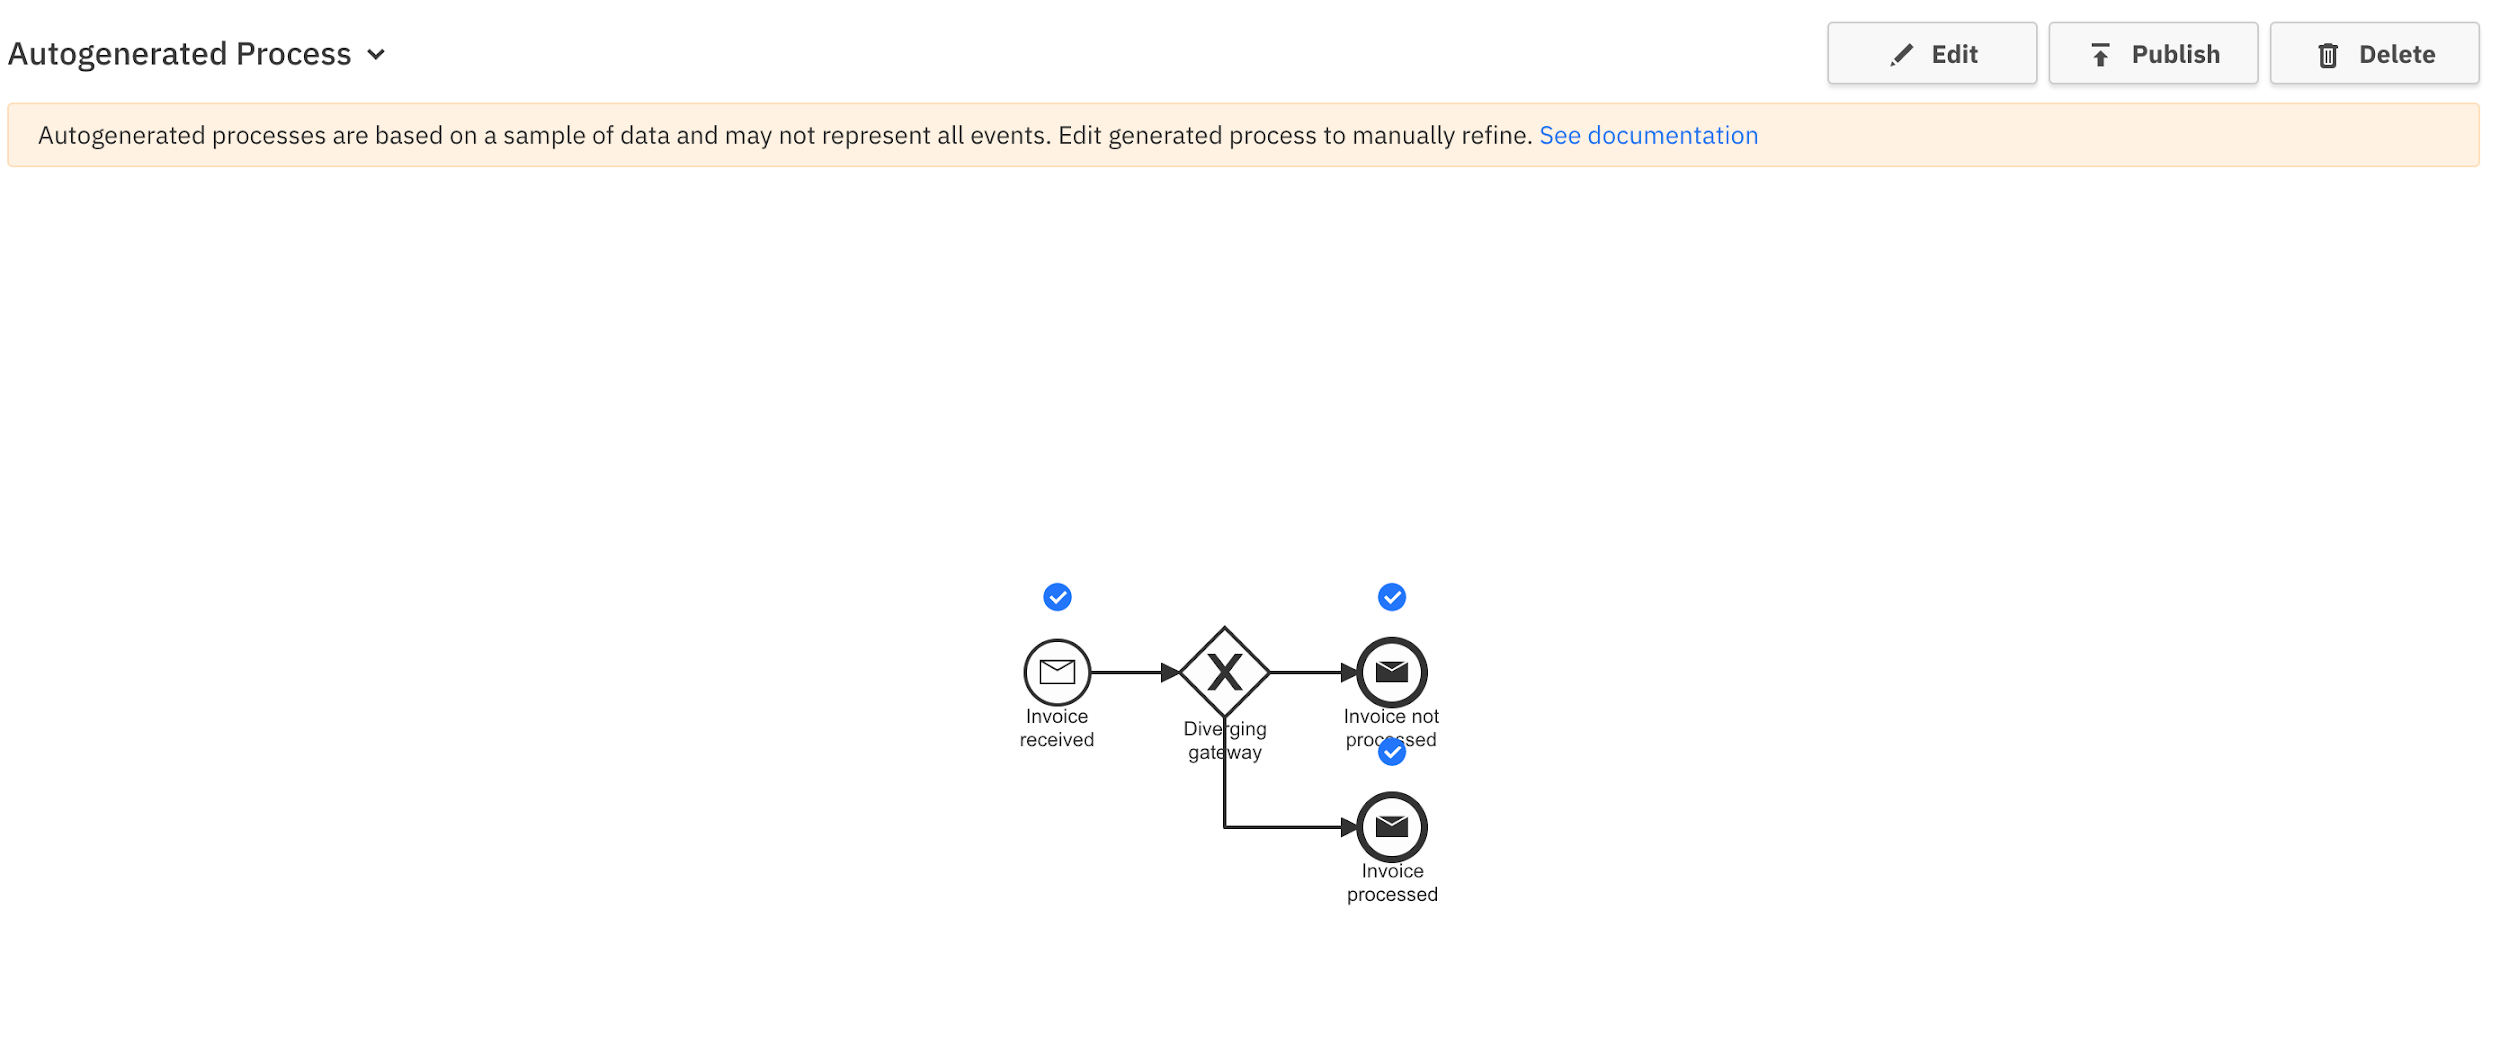 Autogenerated Process
Edit
Publish
Delete
Autogenerated processes are based on a sample of data and may not represent all events. Edit generated process to manually refine. See documentation
Invoice
received
X
Diverging
gateway
Invoice not
processed
Invoice
processed